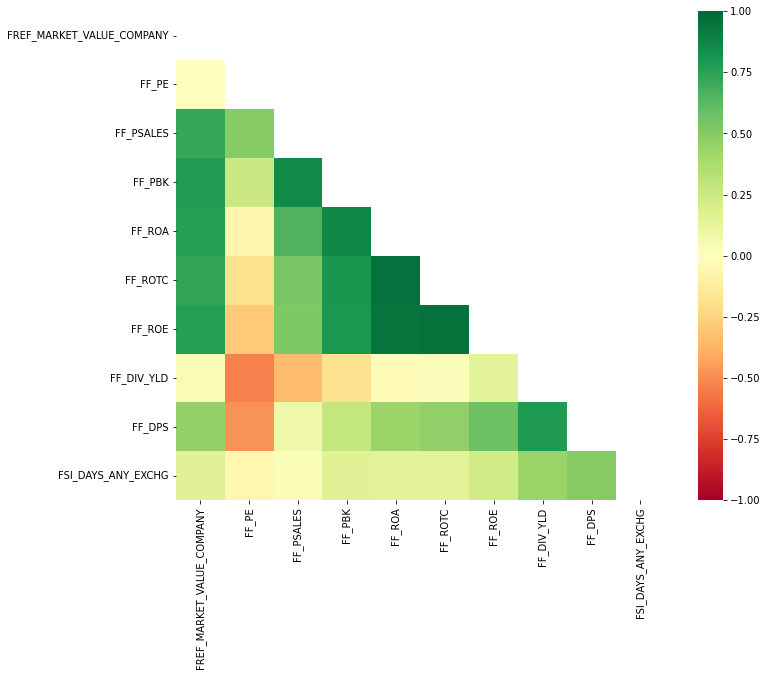 FREF_MARKET_VALUE_COMPANY
FF_PE
FF_PSALES
FF_PBK
FF_ROA
FF_ROTC
FF_ROE
FF_DIV_YLD
FF_DPS
FSI_DAYS_ANY_EXCHG
FREF_MARKET_VALUE_COMPANY
FF_PE
FF_PSALES
FF_PBK
FF_ROA
FF_ROTC
FF_ROE
FF_DIV_YLD
FF_DPS
FSI_DAYS_ANY_EXCHG
1.00
0.75
0.50
0.25
0.00
−0.25
−0.50
−0.75
−1.00